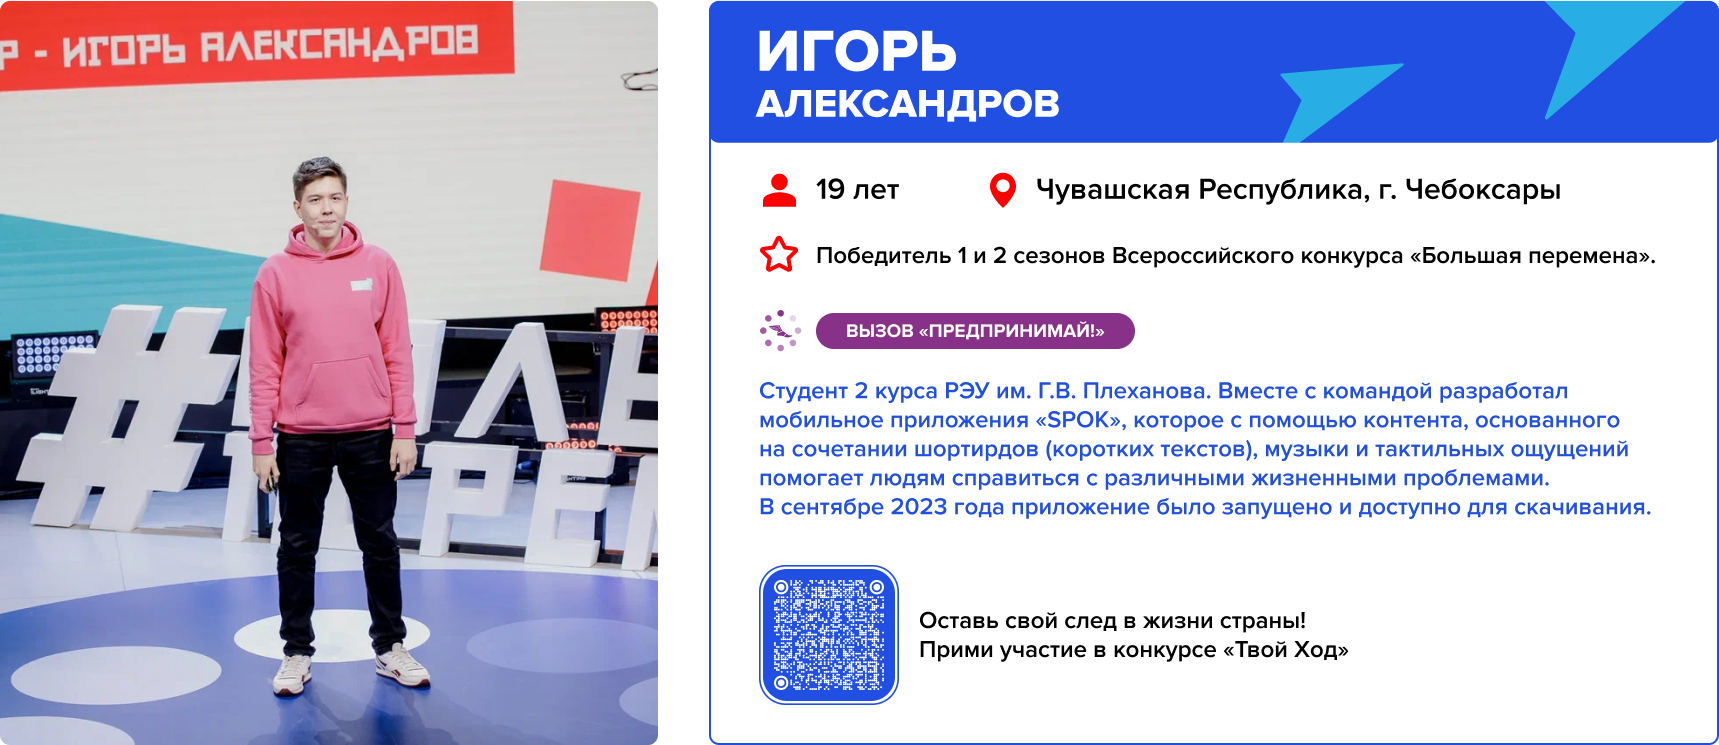 Р - ИГОРЬ АЛЕКСАНДРОВ
ИГОРЬ
АЛЕКСАНДРОВ
19 лет
Чувашская Республика, г. Чебоксары
Победитель 1 и 2 сезонов Всероссийского конкурса «Большая перемена».
ВЫЗОВ «ПРЕДПРИНИМАЙ!»
Студент 2 курса РЭУ им. Г.В. Плеханова. Вместе с командой разработал
мобильное приложения «SPOK», которое с помощью контента, основанного
на сочетании шортирдов (коротких текстов), музыки и тактильных ощущений
помогает людям справиться с различными жизненными проблемами.
В сентябре 2023 года приложение было запущено и доступно для скачивания.
Оставь свой след в жизни страны!
Прими участие в конкурсе «Твой Ход»